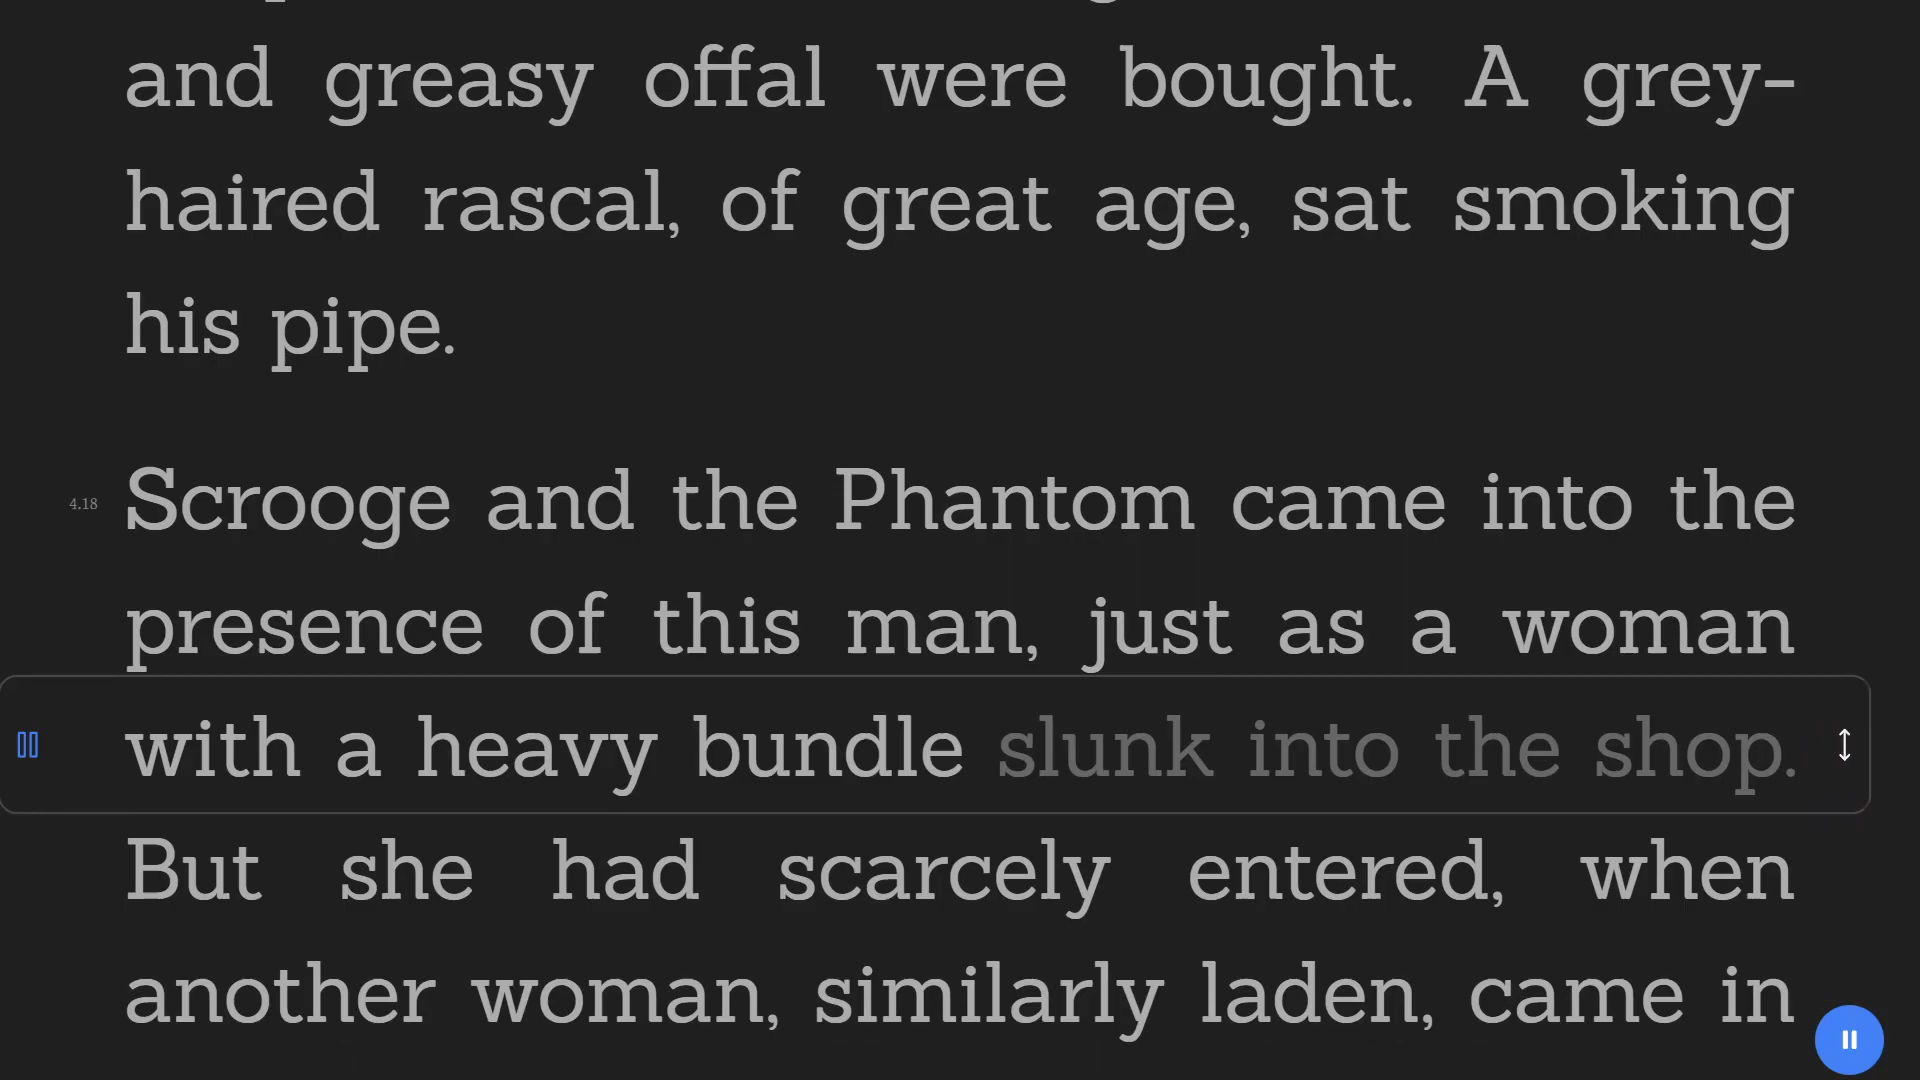 and greasy offal were bought. A grey-
haired rascal, of great age, sat smoking
his pipe.
4.18 Scrooge and the Phantom came into the
presence of this man, just as a woman
with a heavy bundle slunk into the shop.
But she had scarcely entered, when
another woman, similarly laden, came in